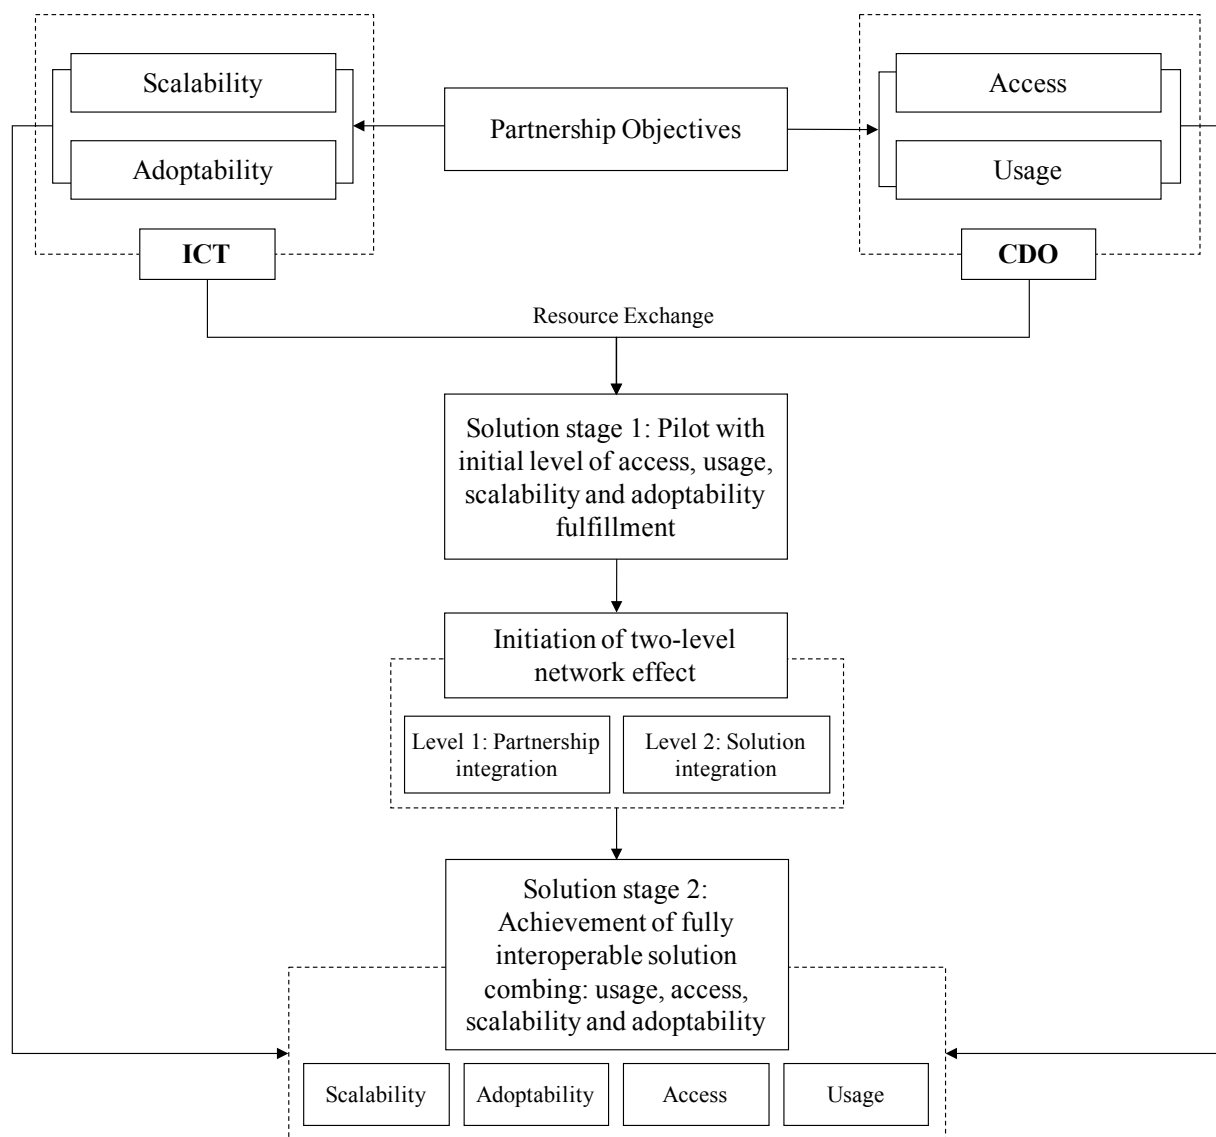 Scalability
Adoptability
ICT
Partnership Objectives
Access
Usage
CDO
Resource Exchange
Solution stage 1: Pilot with
initial level of access, usage,
scalability and adoptability
fulfillment
Initiation of two-level
network effect
Level 1: Partnership
integration
Level 2: Solution
integration
Solution stage 2:
Achievement of fully
interoperable solution
combing: usage, access,
scalability and adoptability
Scalability
Adoptability
Access
Usage